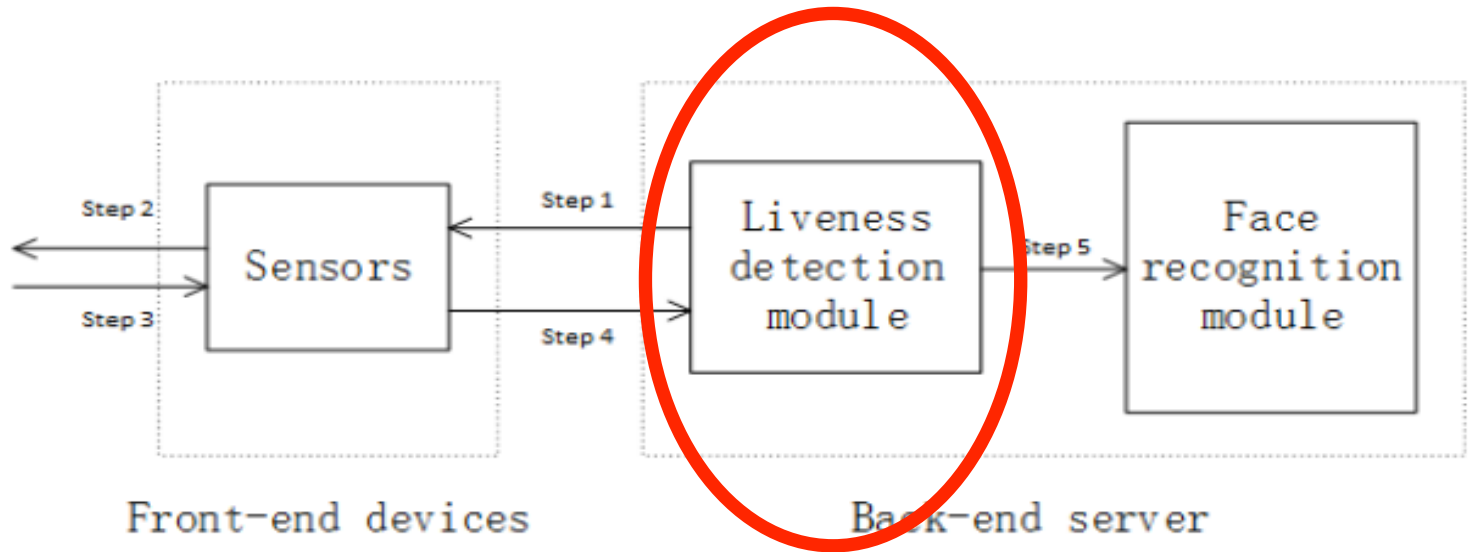 Step 2
Step 3
Sensors
Step 1
Step 4
Liveness
detection
module
Step 5
Face
recognition
module
Front-end devices
Back-end server